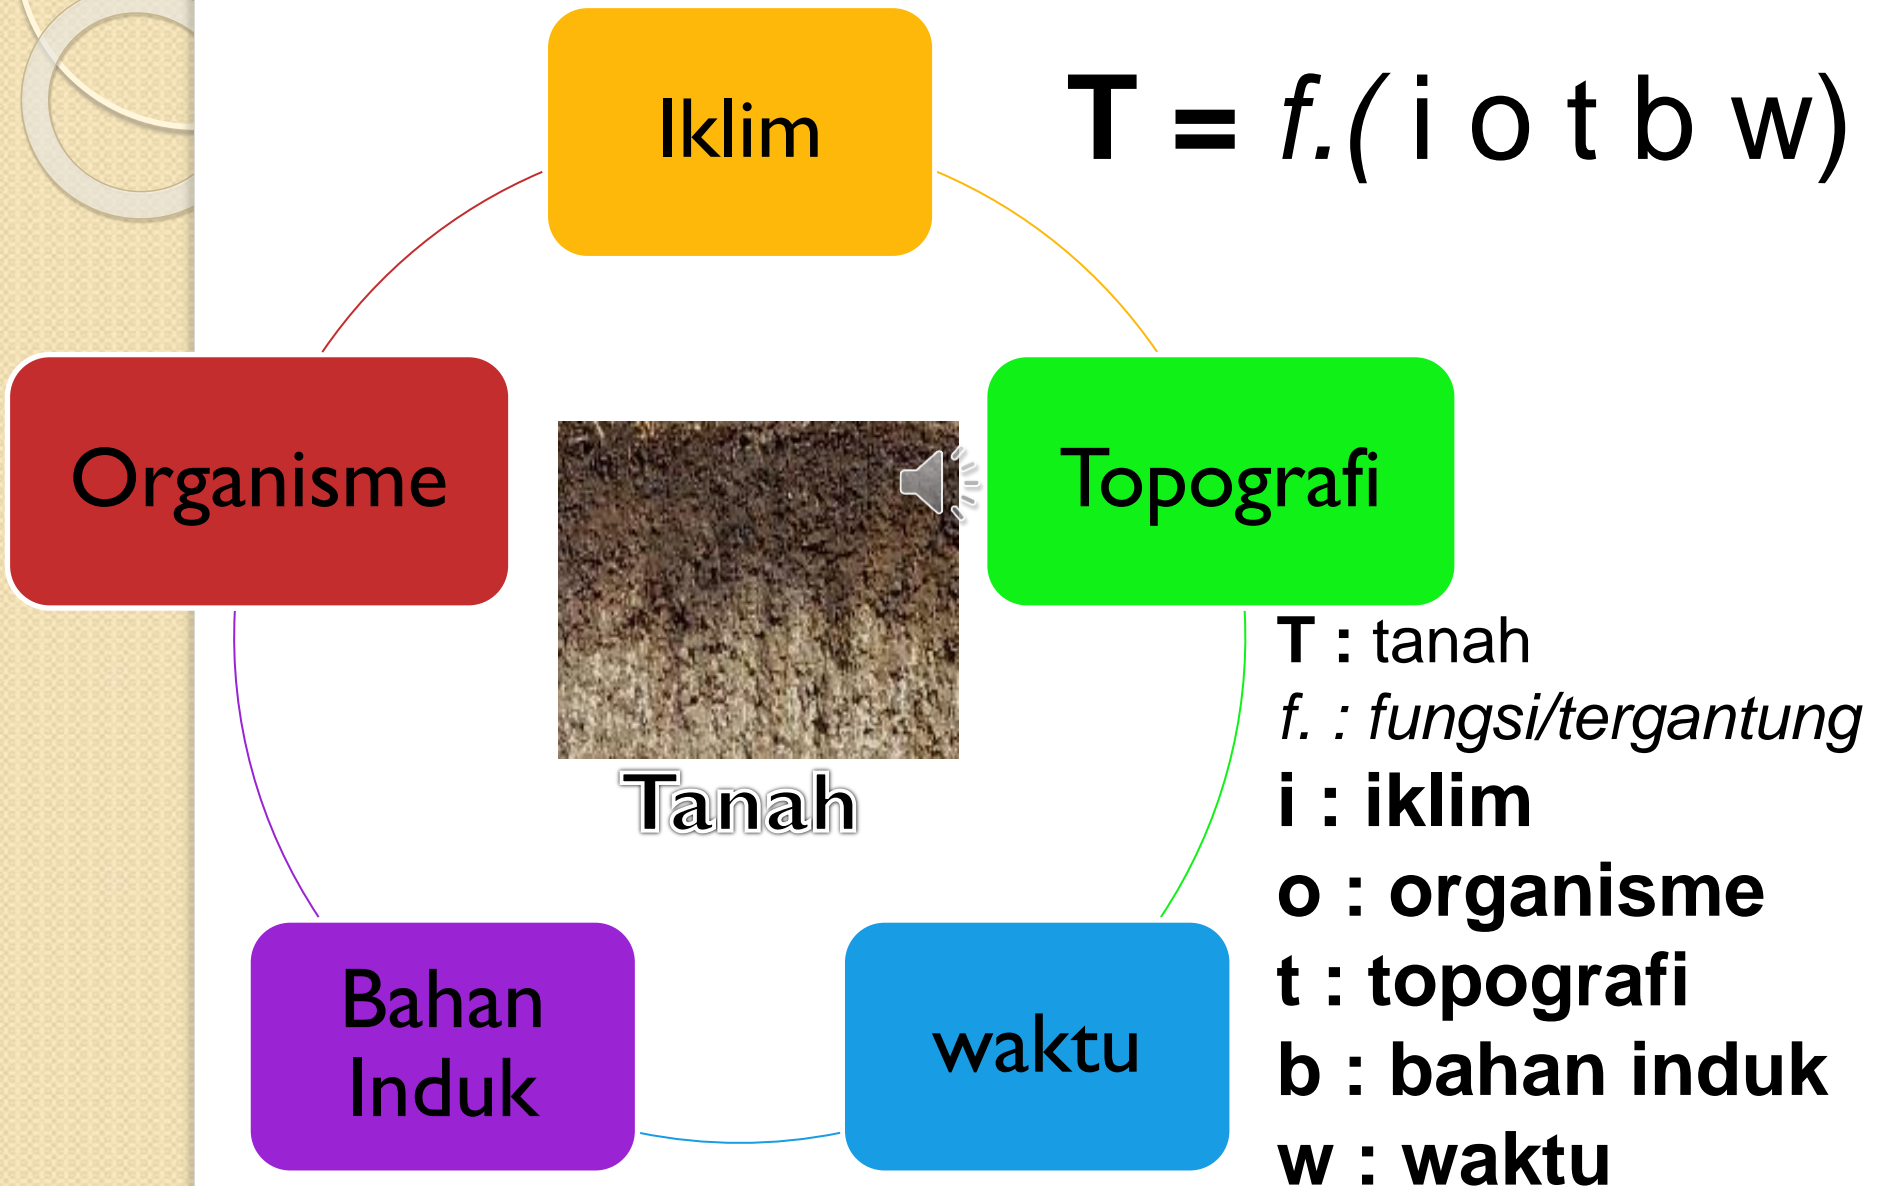 Iklim
T = f.( i o t b w)
Organisme
Topografi
Tanah
T : tanah
f. : fungsi/tergantung
i : iklim
o : organisme
t : topografi
b : bahan induk
w : waktu
Bahan
Induk
waktu